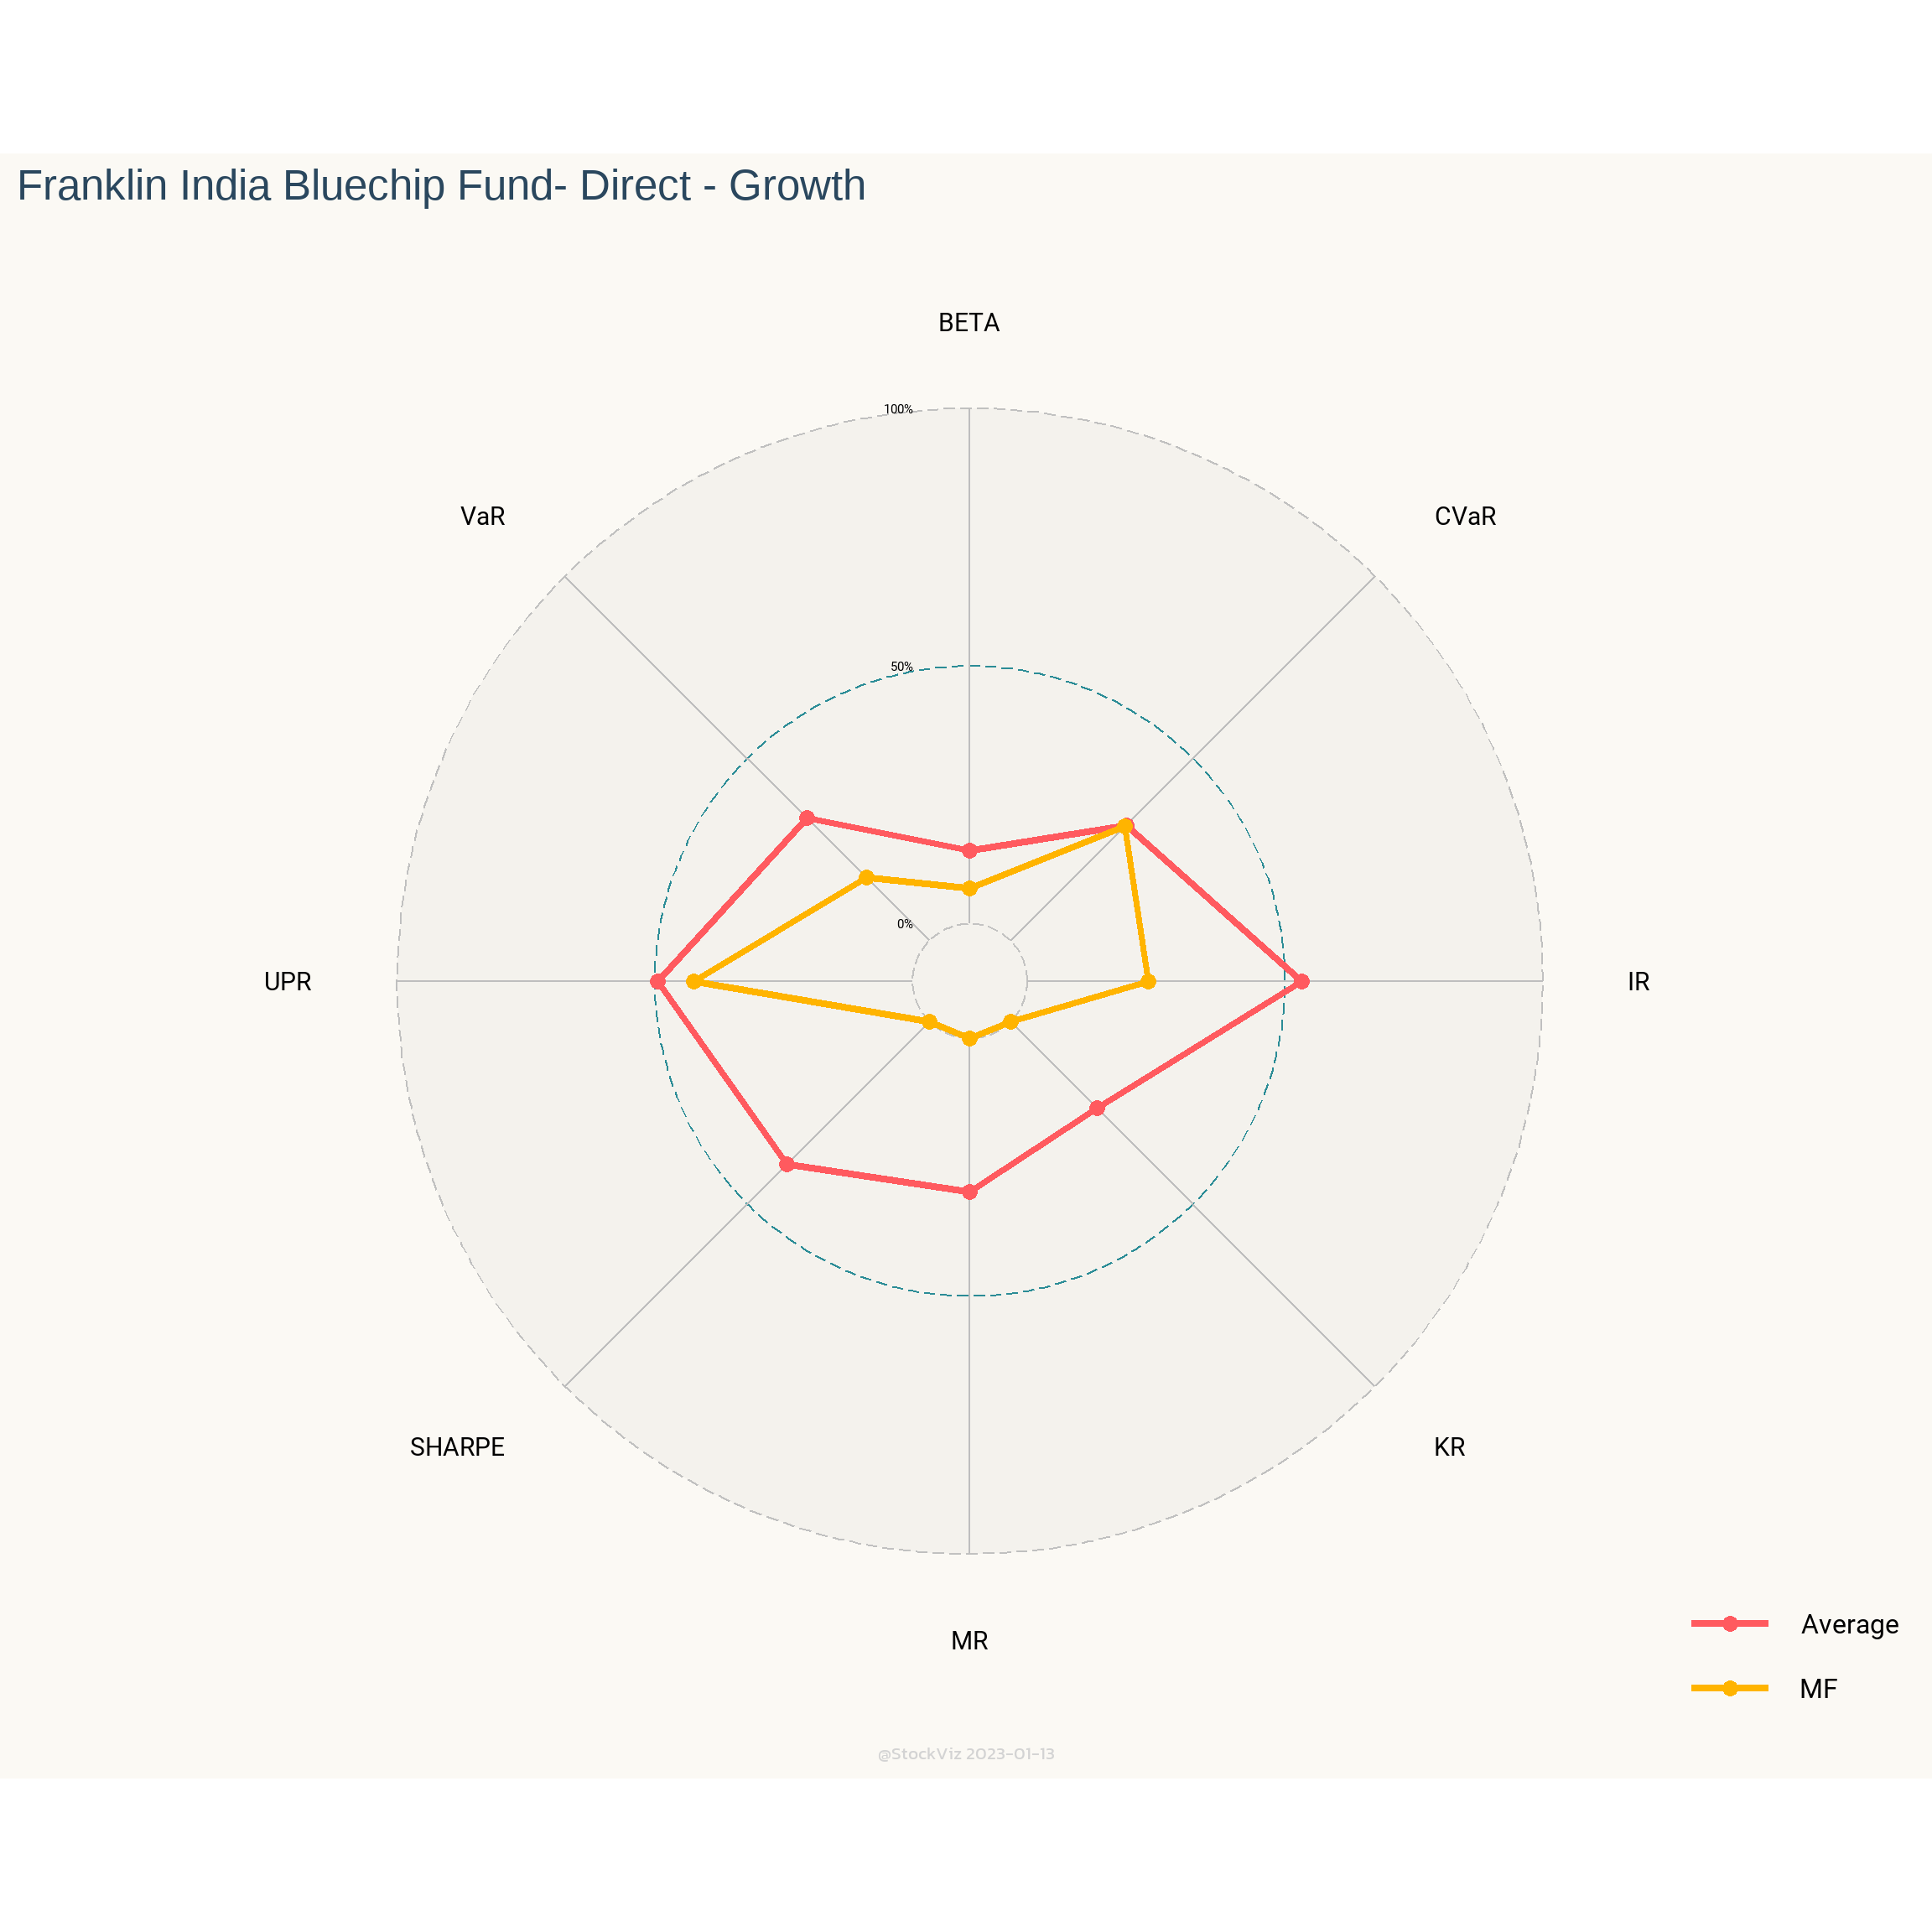 Franklin India Bluechip Fund- Direct - Growth
BETA
100%
VaR
CVaR
50%
0%
UPR
IR
SHARPE
KR
MR
Average
MF
@StockViz 2023-01-13